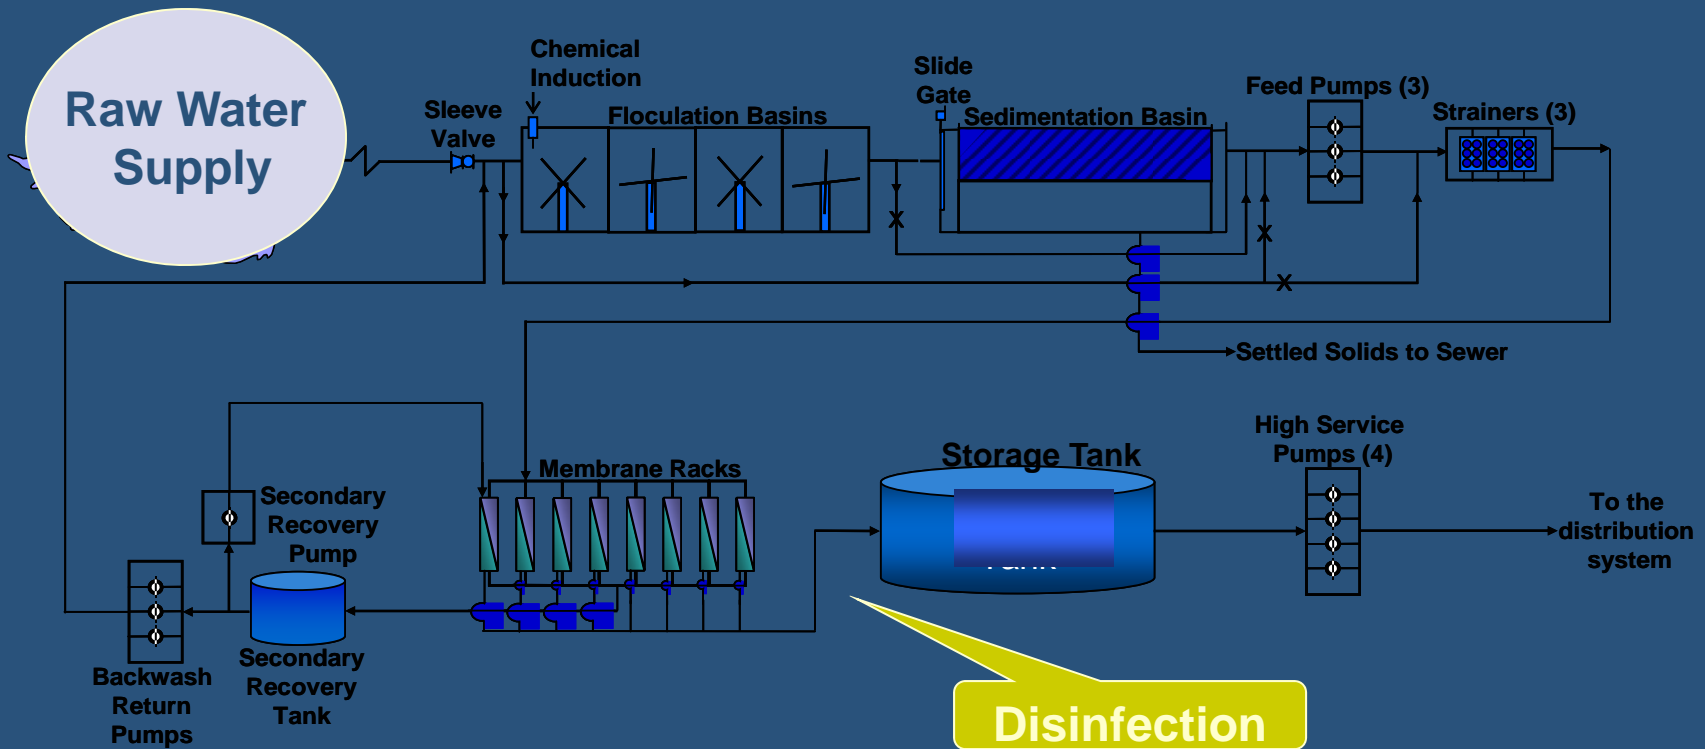 Raw Water
Supply
Chemical
Induction
Sleeve
Valve
Floculation Basins
Slide
Gate
Sedimentation Basin
Feed Pumps (3)
Strainers (3)
X
X
X
Settled Solids to Sewer
Membrane Racks
Storage Tank
High Service
Pumps (4)
To the
distribution
system
Secondary
Recovery
Pump
Secondary
Recovery
Tank
Backwash
Return
Pumps
Disinfection